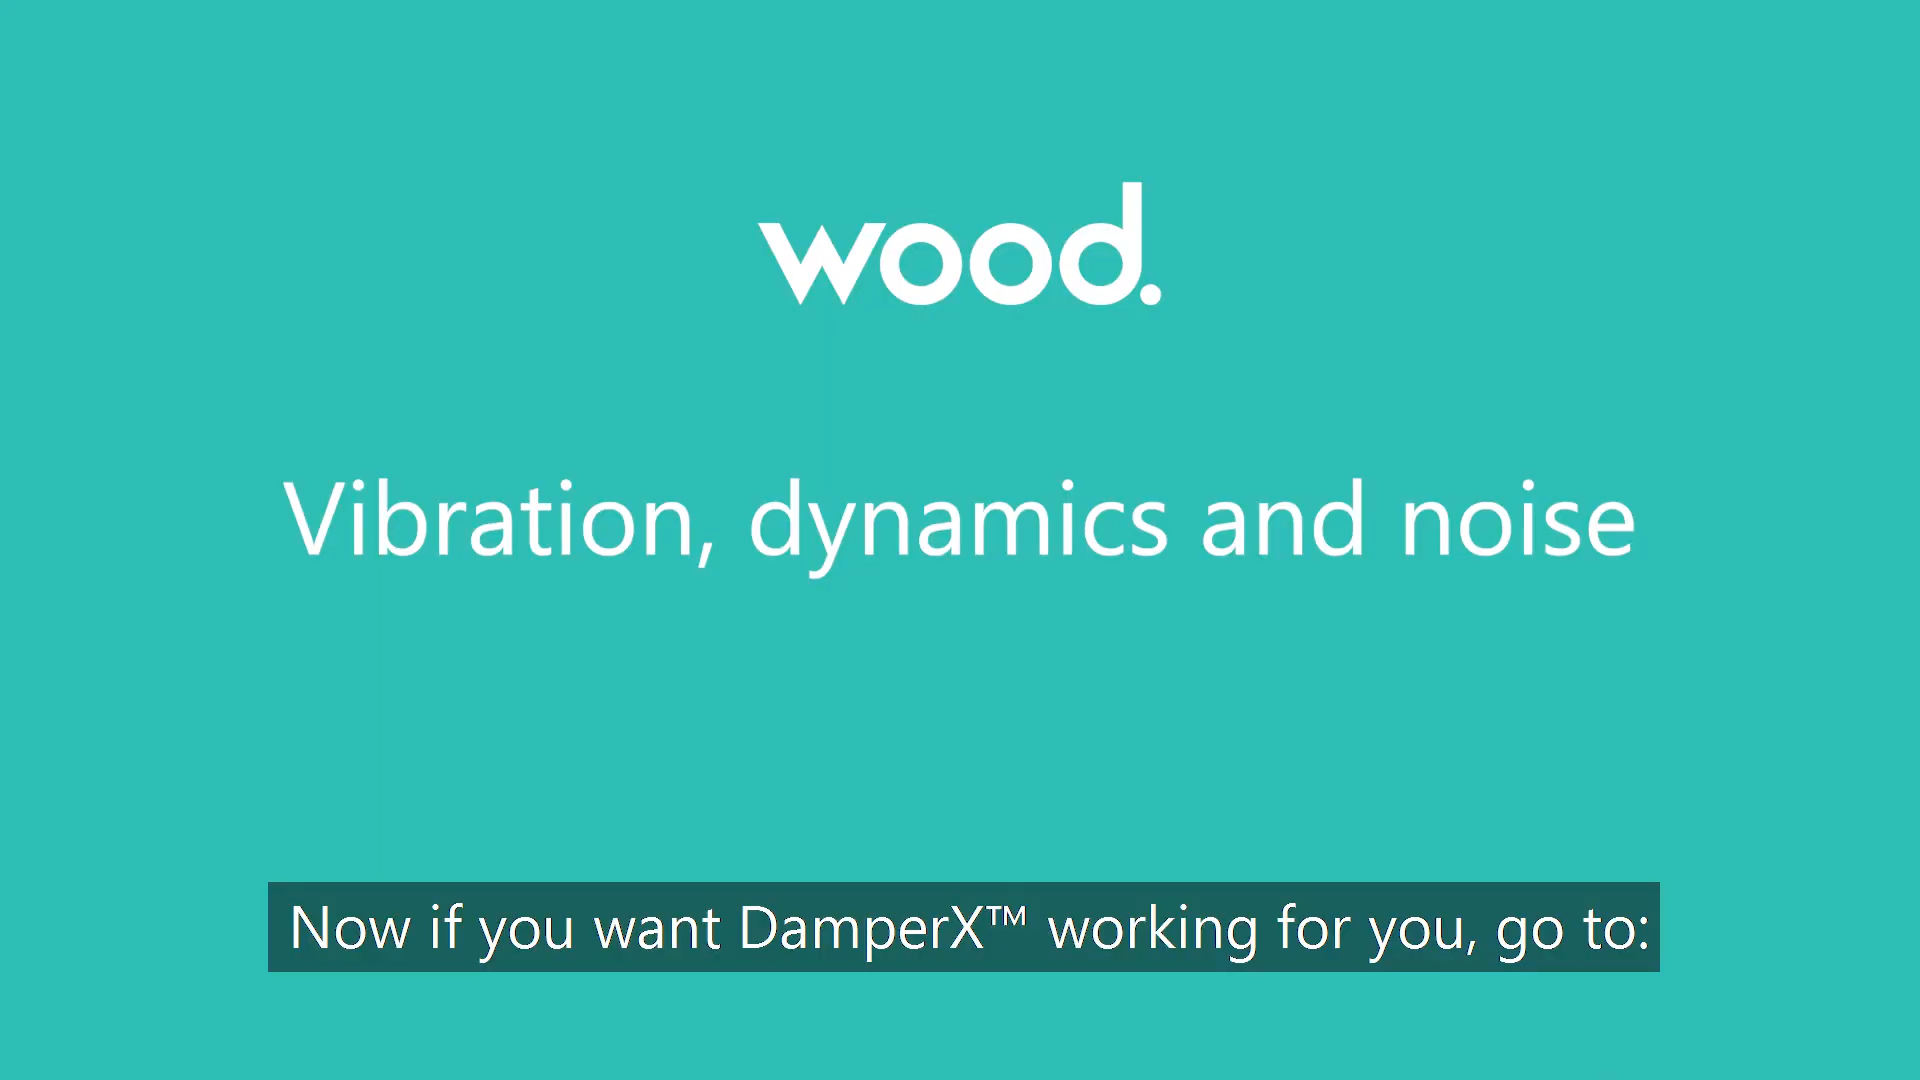 wood.
Vibration, dynamics and noise
Now if you want DamperX™ working for you, go to: